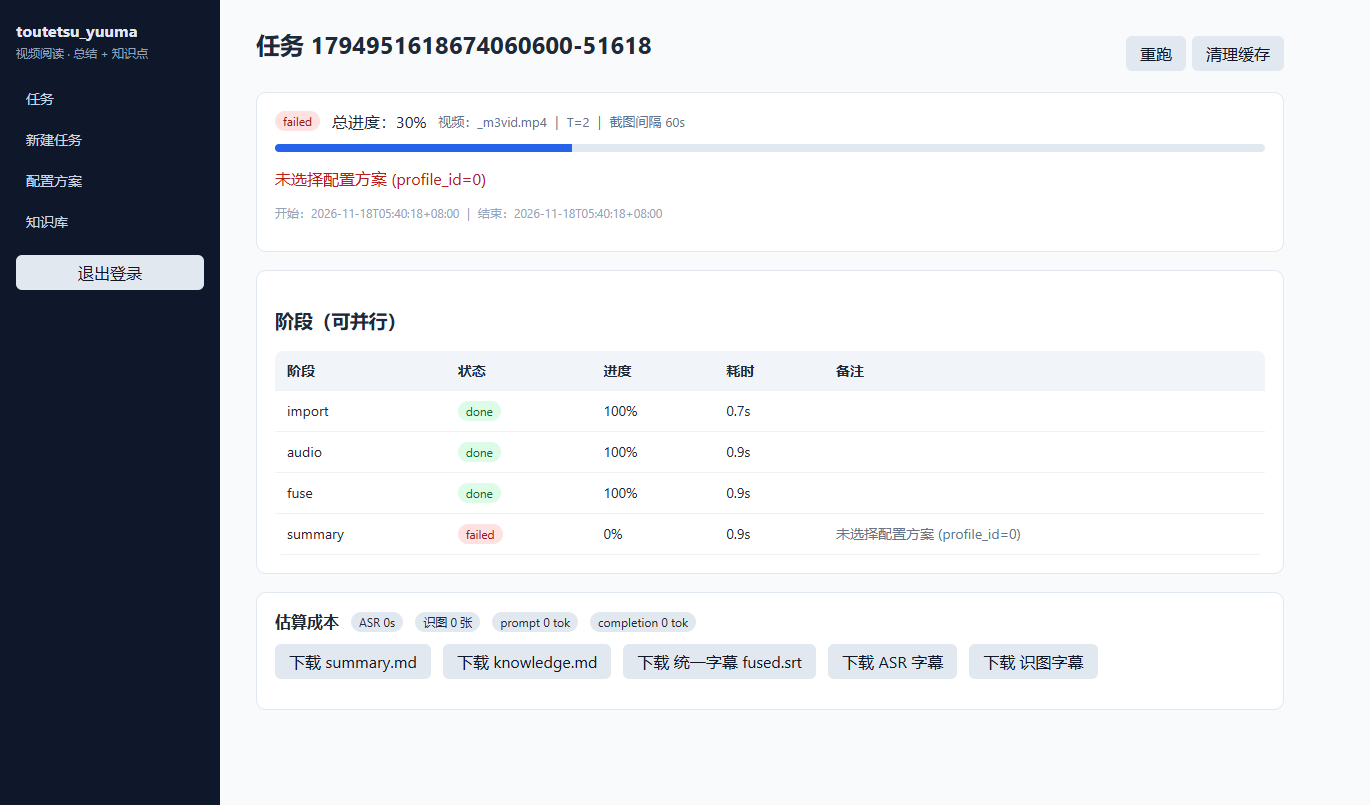 toutetsu_yuuma
视频阅读 · 总结 + 知识点
任务
新建任务
配置方案
知识库
退出登录
任务 1794951618674060600-51618
重跑 清理缓存
failed 总进度：30% 视频：_m3vid.mp4 | T=2 | 截图间隔 60s
未选择配置方案 (profile_id=0)
开始：2026-11-18T05:40:18+08:00 | 结束：2026-11-18T05:40:18+08:00
阶段（可并行）
阶段 状态 进度 耗时 备注
import done 100% 0.7s
audio done 100% 0.9s
fuse done 100% 0.9s
summary failed 0% 0.9s 未选择配置方案 (profile_id=0)
估算成本 ASR 0s 识图 0 张 prompt 0 tok completion 0 tok
下载 summary.md 下载 knowledge.md 下载 统一字幕 fused.srt 下载 ASR 字幕 下载 识图字幕